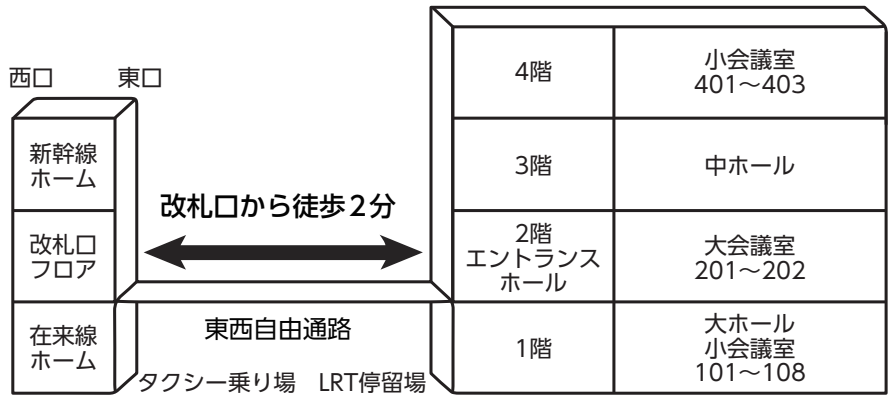 西口
東口
新幹線
ホーム
改札口
フロア
在来線
ホーム
改札口から徒歩2分
東西自由通路
タクシー乗り場 LRT停留場
4階
小会議室
401～403
3階
中ホール
2階
エントランス
ホール
大会議室
201～202
1階
大ホール
小会議室
101～108